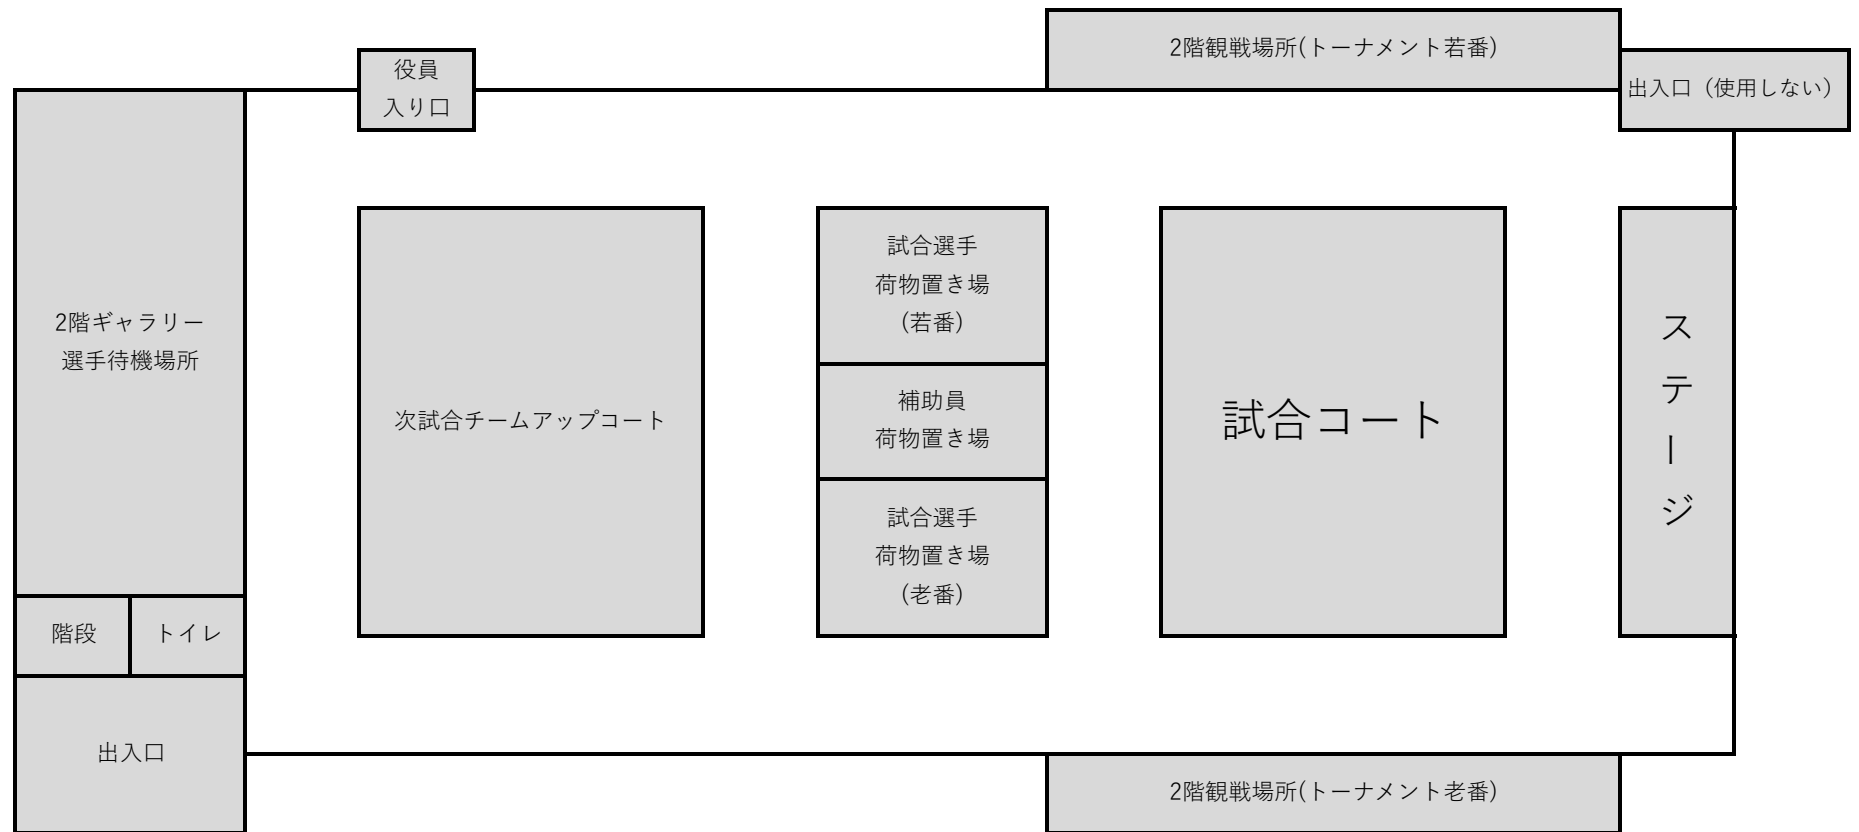 2階観戦場所(トーナメント若番)
役員
入り口
出入口（使用しない）
2階ギャラリー
選手待機場所
次試合チームアップコート
試合選手
荷物置き場
(若番)
補助員
荷物置き場
試合選手
荷物置き場
(老番)
試合コート
ステージ
階段
トイレ
出入口
2階観戦場所(トーナメント老番)